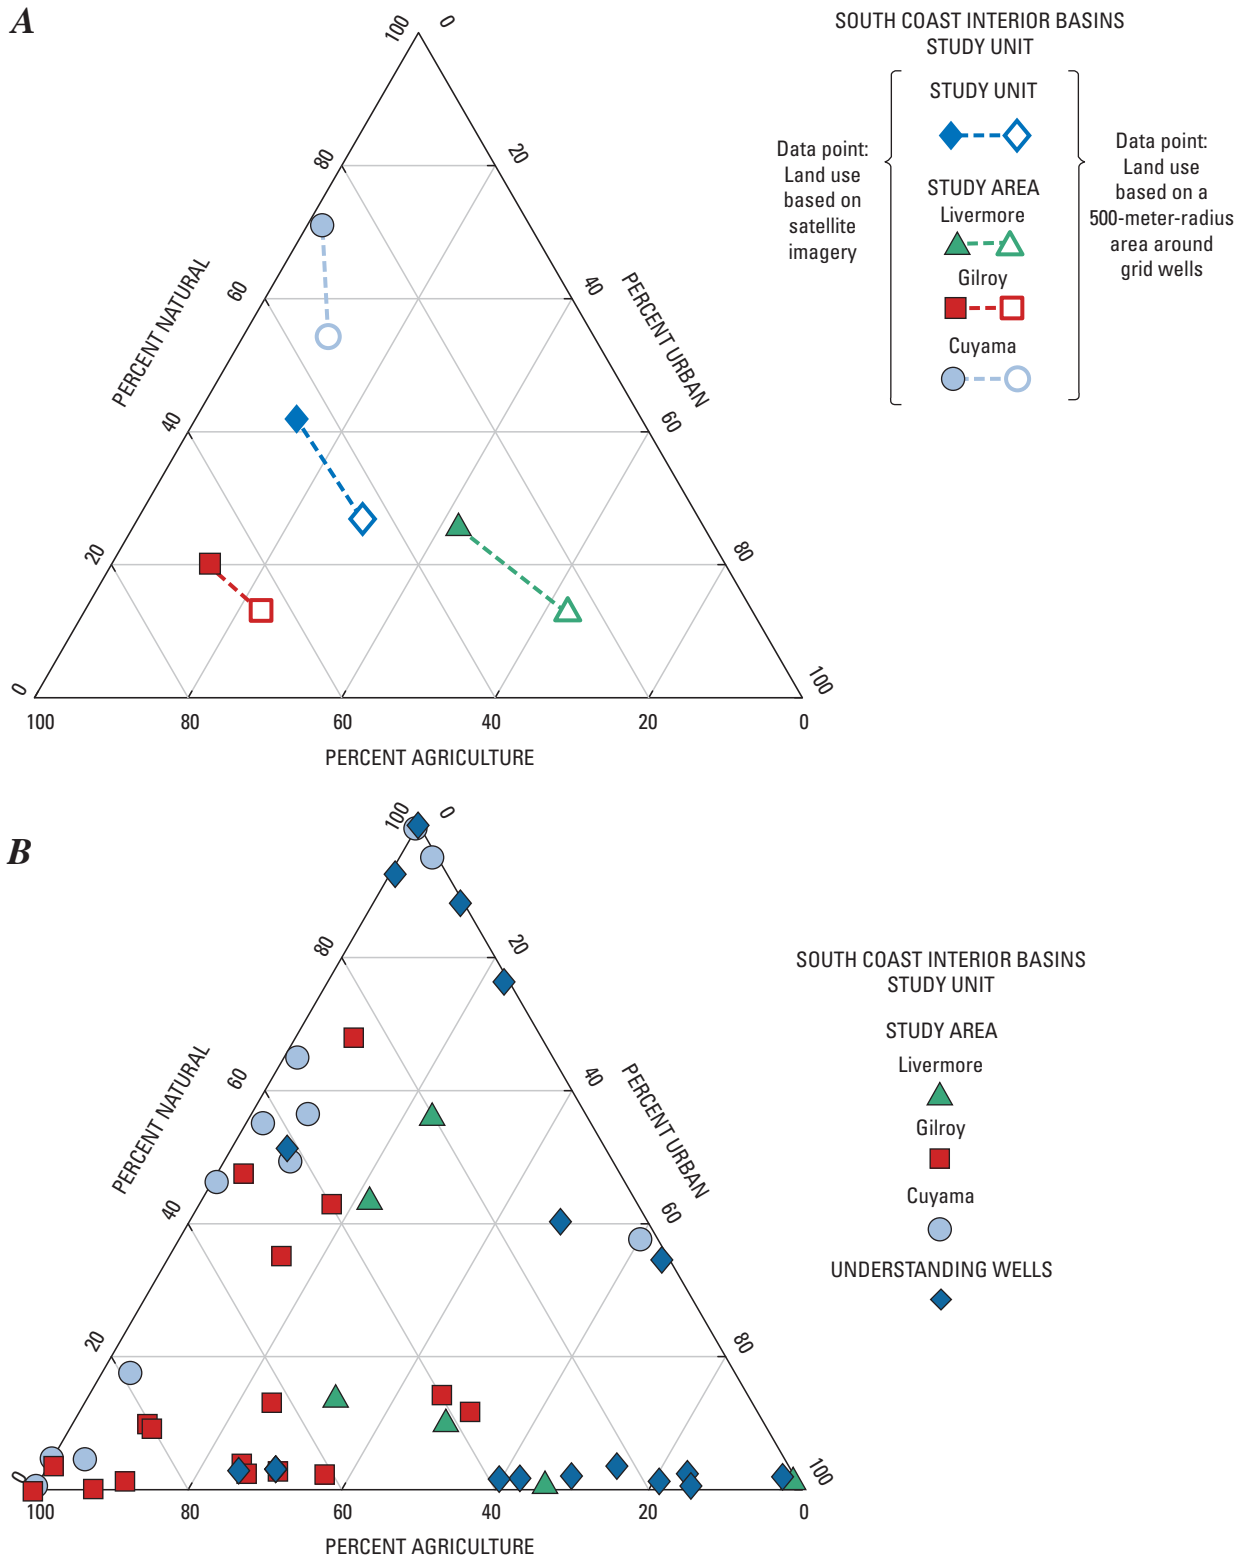 A
100
0
80
20
PERCENT NATURAL
60
40
PERCENT URBAN
40
60
20
80
0
100
100
80
60
40
20
0
PERCENT AGRICULTURE
SOUTH COAST INTERIOR BASINS
STUDY UNIT
STUDY UNIT
Data point:
Land use
based on
satellite
imagery
STUDY AREA
Livermore
Gilroy
Cuyama
Data point:
Land use
based on a
500-meter-radius
area around
grid wells
B
100
0
80
20
PERCENT NATURAL
60
40
PERCENT URBAN
40
60
20
80
0
100
100
80
60
40
20
0
PERCENT AGRICULTURE
SOUTH COAST INTERIOR BASINS
STUDY UNIT
STUDY AREA
Livermore
Gilroy
Cuyama
UNDERSTANDING WELLS